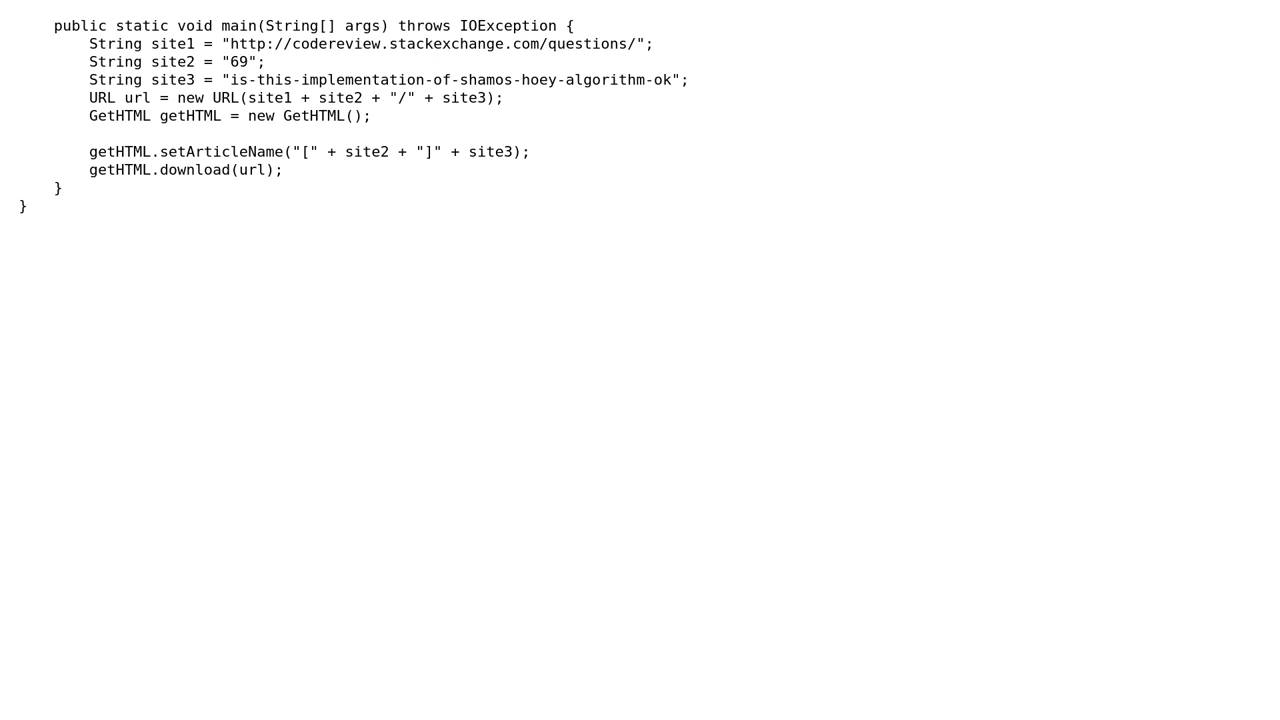 public static void main(String[] args) throws IOException {
        String site1 = "http://codereview.stackexchange.com/questions/";
        String site2 = "69";
        String site3 = "is-this-implementation-of-shamos-hoey-algorithm-ok";
        URL url = new URL(site1 + site2 + "/" + site3);
        GetHTML getHTML = new GetHTML();

        getHTML.setArticleName("[" + site2 + "]" + site3);
        getHTML.download(url);
    }
}